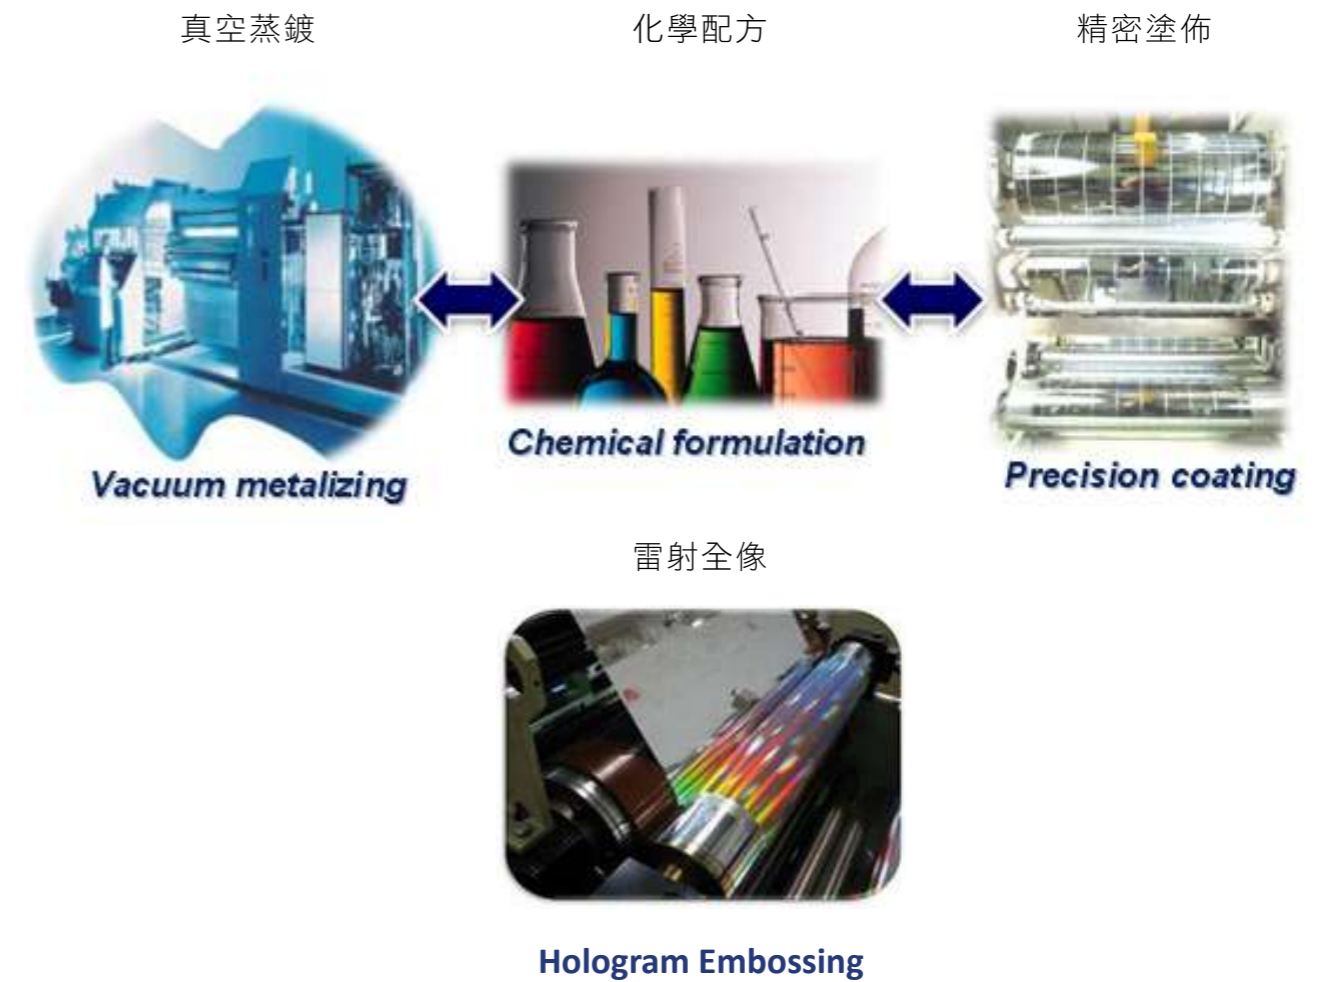 真空蒸鍍
化學配方
精密塗佈
Vacuum metalizing
Chemical formulation
Precision coating
雷射全像
Hologram Embossing